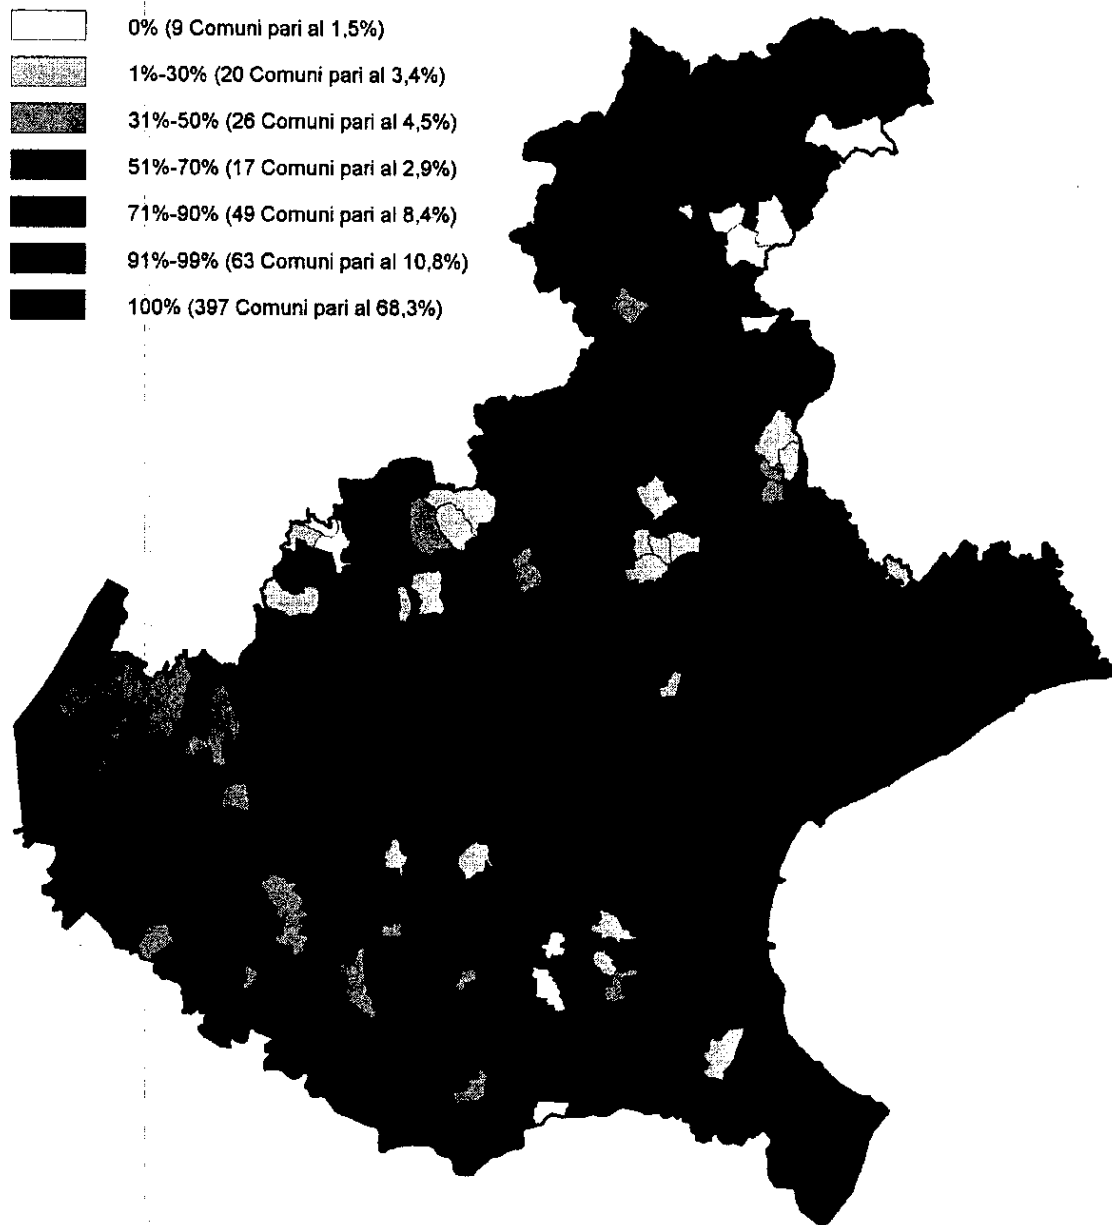 0% (9 Comuni pari al 1,5%)
1%-30% (20 Comuni pari al 3,4%)
31%-50% (26 Comuni pari al 4,5%)
51%-70% (17 Comuni pari al 2,9%)
71%-90% (49 Comuni pari al 8,4%)
91%-99% (63 Comuni pari al 10,8%)
100% (397 Comuni pari al 68,3%)